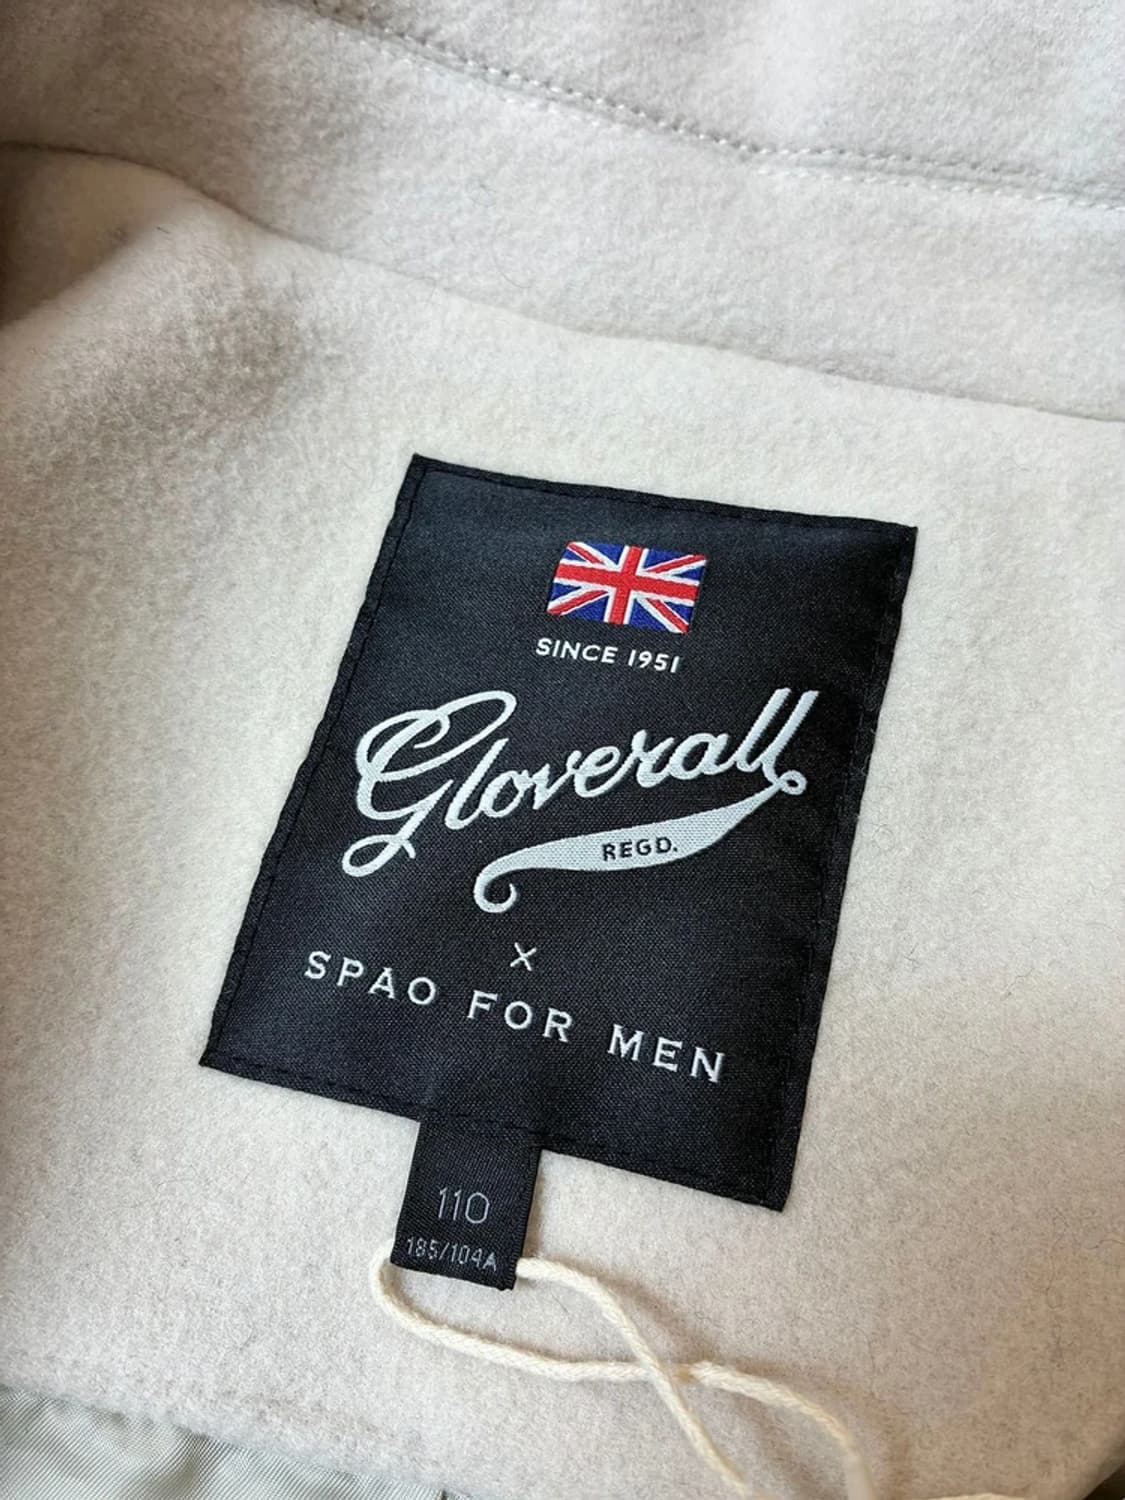 SINCE 1951
Gloverall
REGD.
X
SPAO FOR MEN
110
185/104A